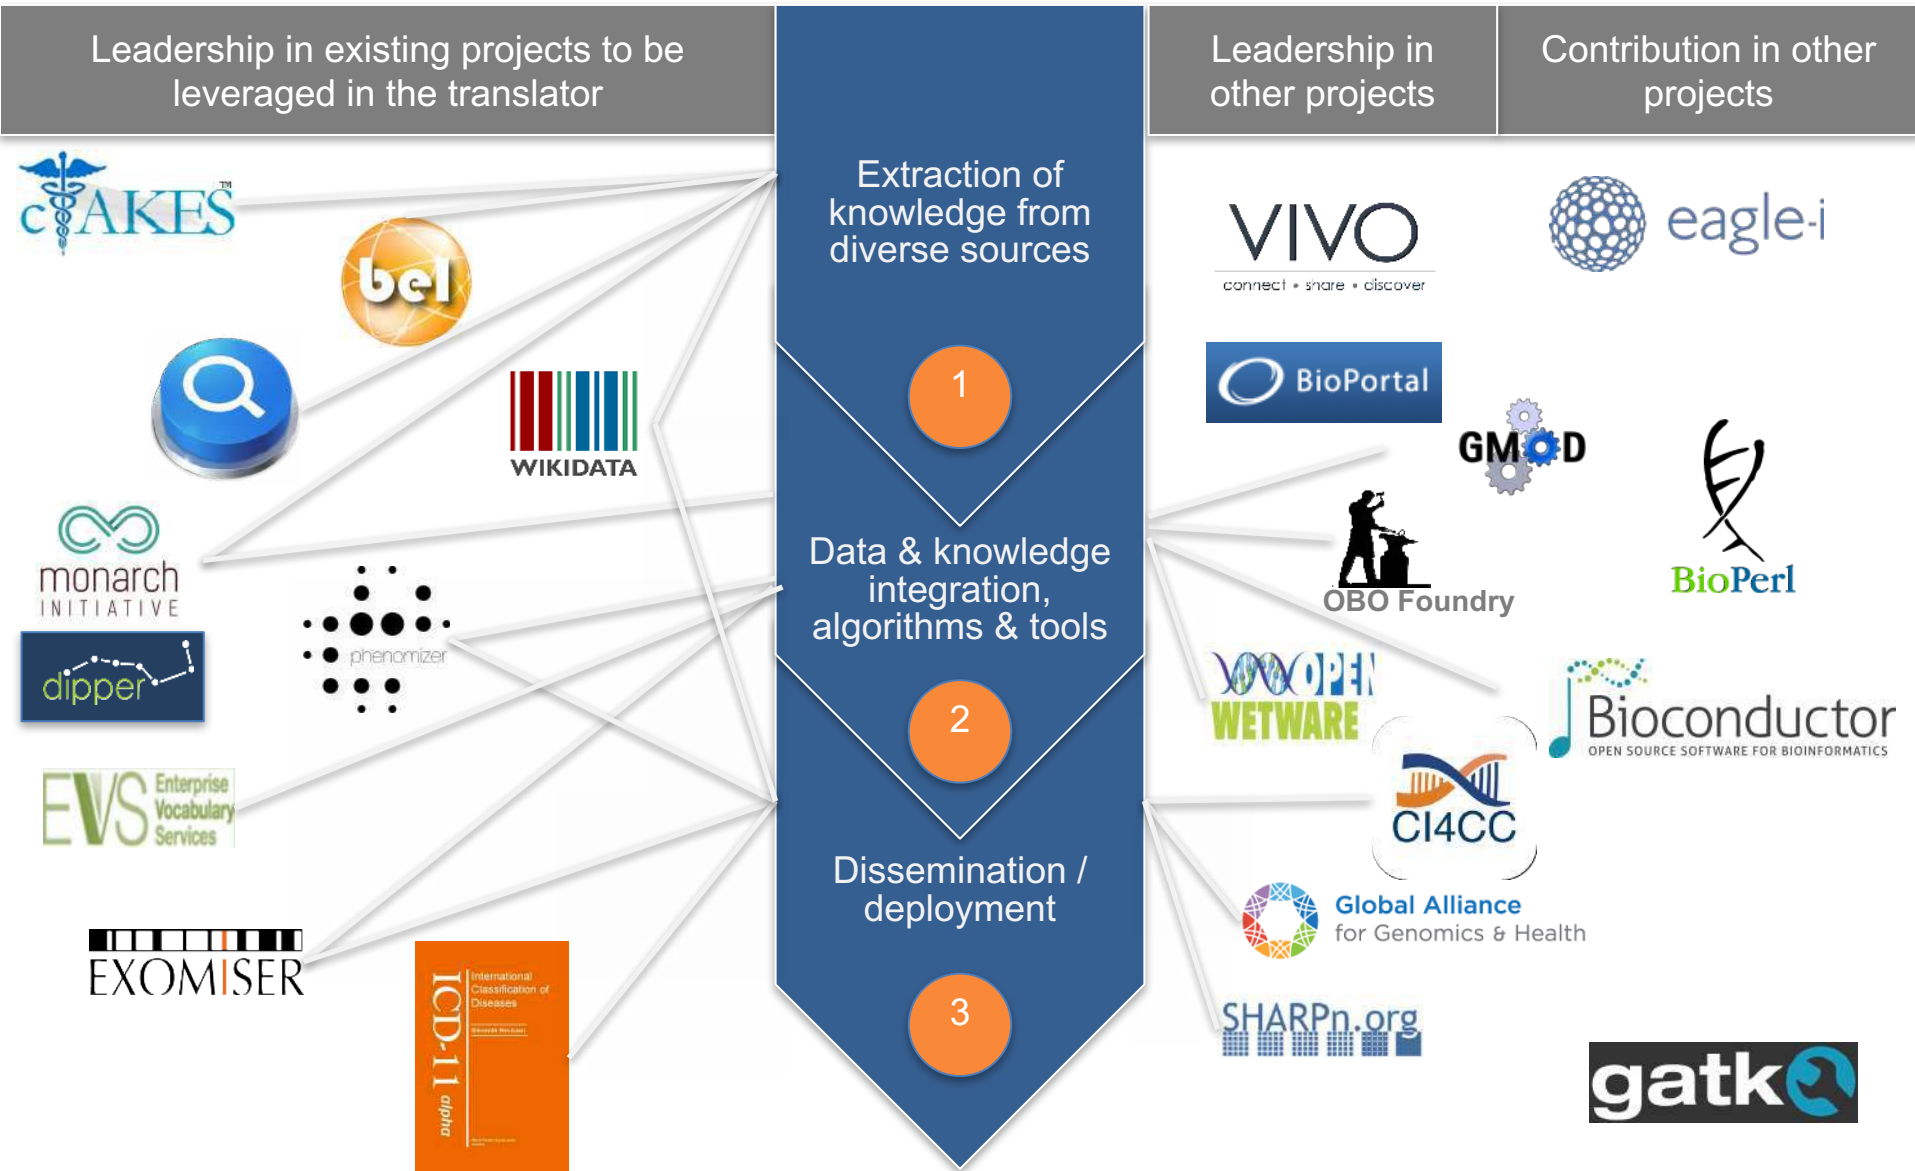 Leadership in existing projects to be
leveraged in the translator
Leadership in
other projects
Contribution in other
projects
cTAKES™
bel
WIKIDATA
monarch
INITIATIVE
dipper
phenomizer
EVS Enterprise
Vocabulary
Services
EXOMISER
ICD-11 alpha
International
Classification of
Diseases
Extraction of
knowledge from
diverse sources
1
Data & knowledge
integration,
algorithms & tools
2
Dissemination /
deployment
3
VIVO
connect • share • discover
BioPortal
GMOD
OBO Foundry
OPEN
WETWARE
CI4CC
Global Alliance
for Genomics & Health
SHARPn.org
eagle-i
BioPerl
Bioconductor
OPEN SOURCE SOFTWARE FOR BIOINFORMATICS
gatk